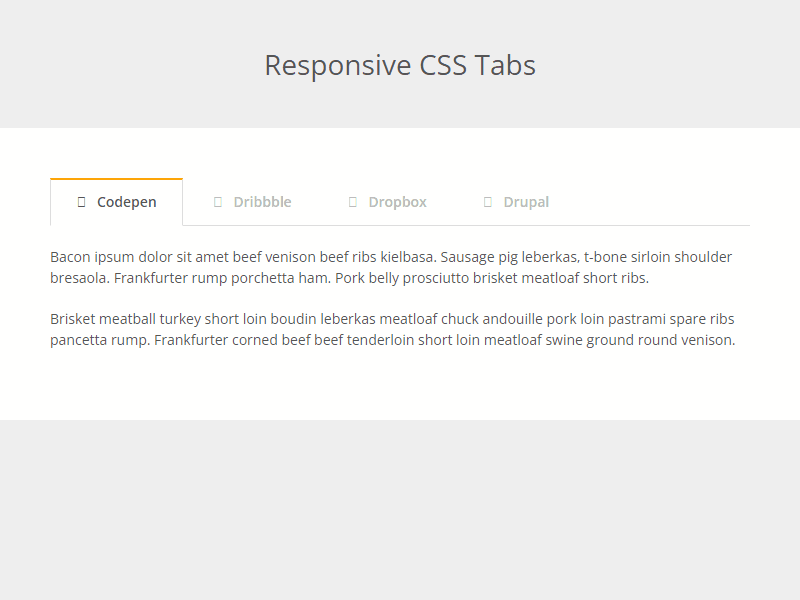 Responsive CSS Tabs
Codepen Dribbble Dropbox Drupal
Bacon ipsum dolor sit amet beef venison beef ribs kielbasa. Sausage pig leberkas, t-bone sirloin shoulder
bresaola. Frankfurter rump porchetta ham. Pork belly prosciutto brisket meatloaf short ribs.
Brisket meatball turkey short loin boudin leberkas meatloaf chuck andouille pork loin pastrami spare ribs
pancetta rump. Frankfurter corned beef beef tenderloin short loin meatloaf swine ground round venison.